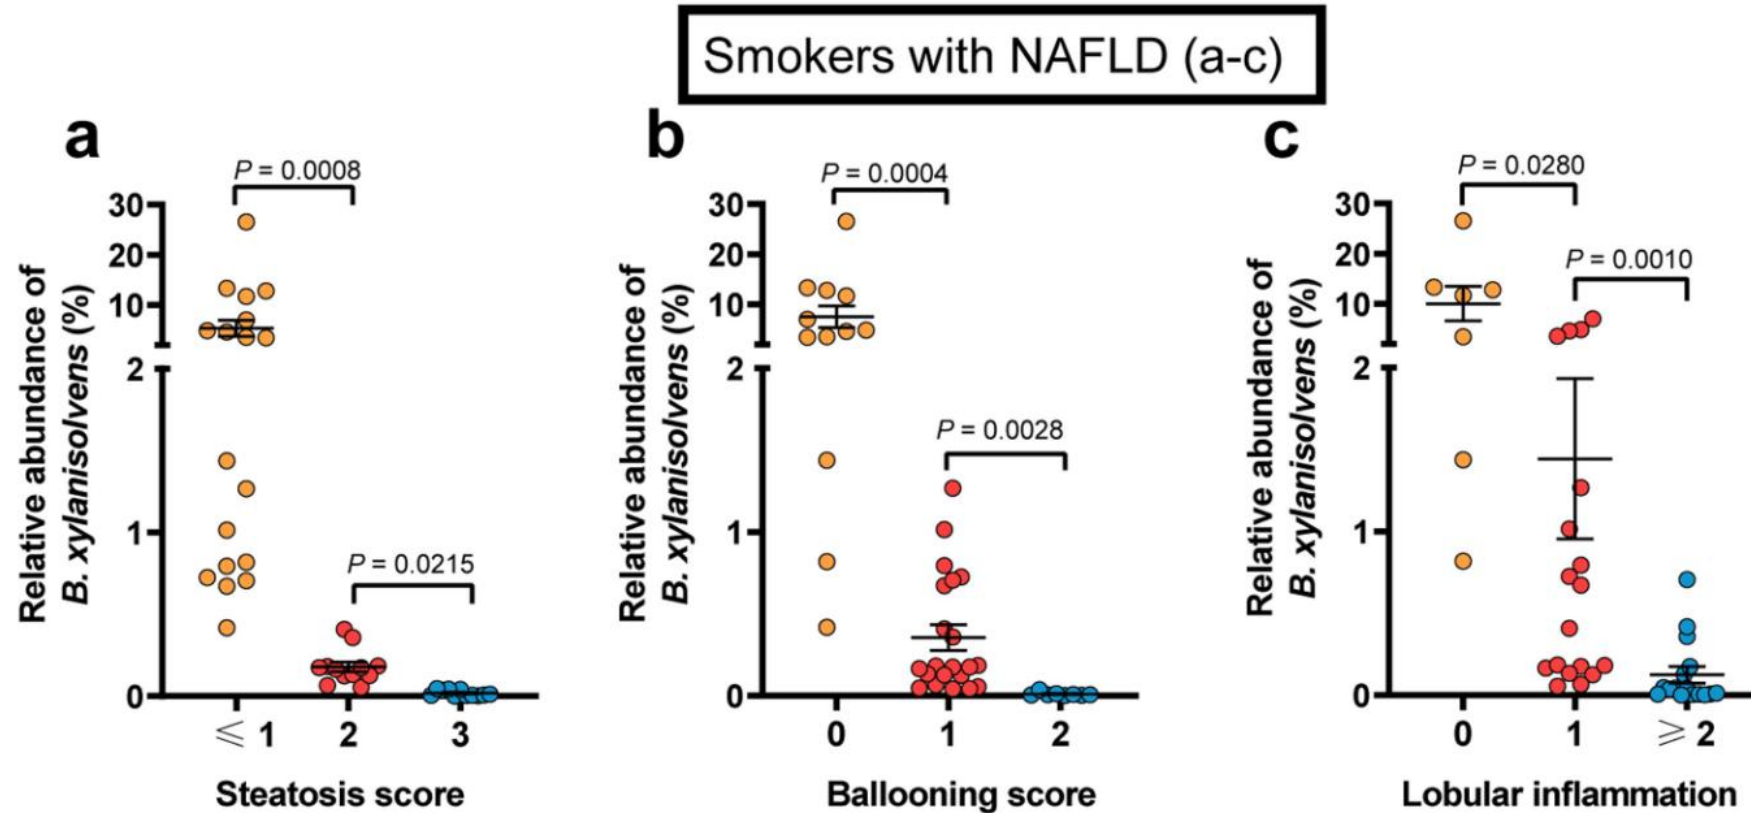 Smokers with NAFLD (a-c)
a
P = 0.0008
30
20
10
2
1
0
P = 0.0215
Relative abundance of
B. xylanisolvens (%)
⩽ 1
2
3
Steatosis score
b
P = 0.0004
30
20
10
2
1
0
P = 0.0028
Relative abundance of
B. xylanisolvens (%)
0
1
2
Ballooning score
c
P = 0.0280
30
20
10
2
1
0
P = 0.0010
Relative abundance of
B. xylanisolvens (%)
0
1
⩾ 2
Lobular inflammation